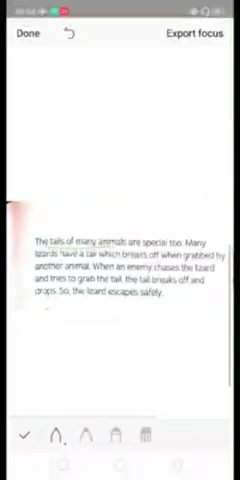 Done
Export focus
The tails of many animals are special too. Many
lizards have a tail which breaks off when grabbed by
another animal. When an enemy chases the lizard
and tries to grab the tail, the tail breaks off and
drops. So, the lizard escapes safely.